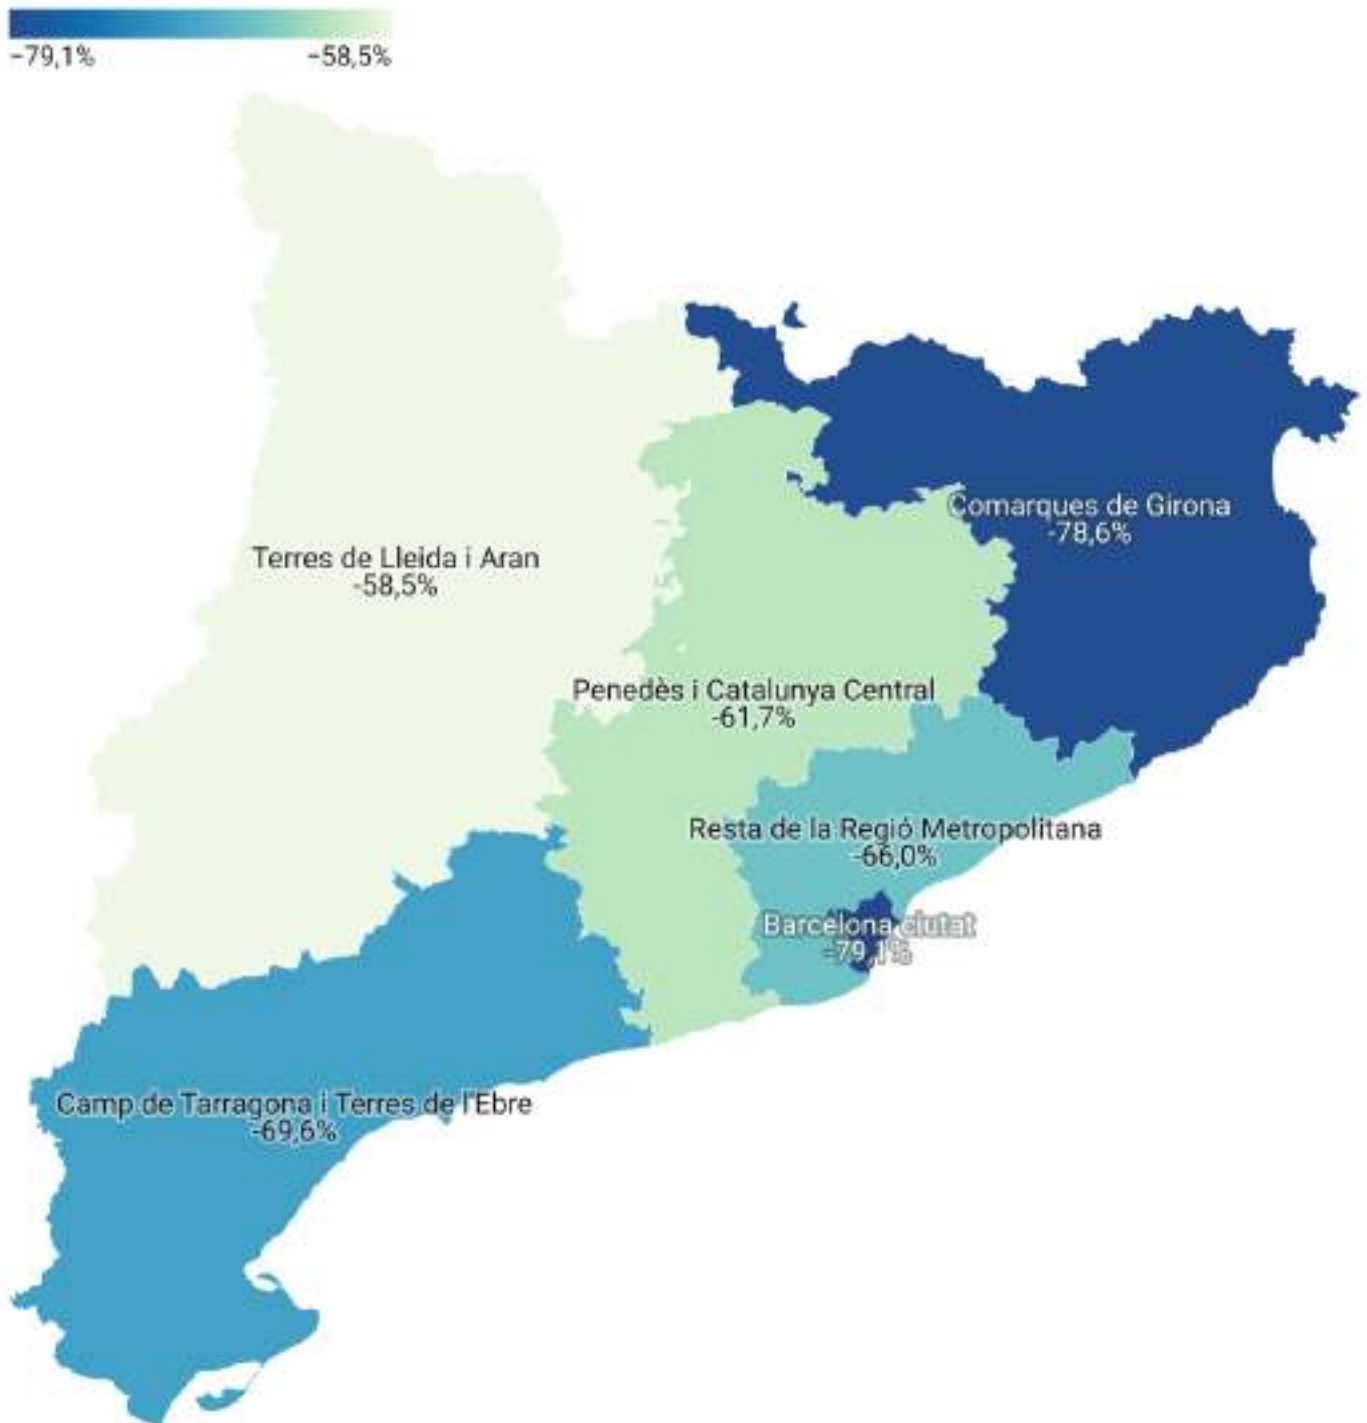 −79,1% −58,5%
Comarques de Girona
-78,6%
Terres de Lleida i Aran
-58,5%
Penedès i Catalunya Central
-61,7%
Resta de la Regió Metropolitana
-66,0%
Barcelona ciutat
-79,1%
Camp de Tarragona i Terres de l'Ebre
-69,6%